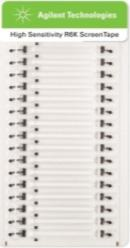 Agilent Technologies
High Sensitivity R6K ScreenTape